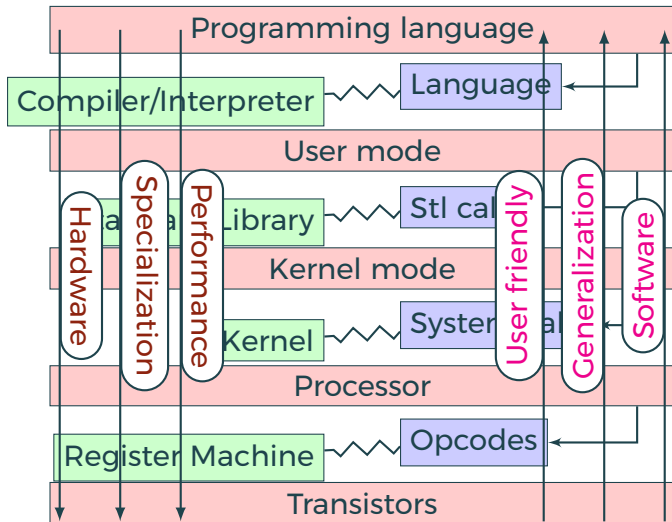 Programming language
Language
Compiler/Interpreter
User mode
Stl
Library
Kernel mode
System
Kernel
Processor
Opcodes
Register Machine
Transistors
Hardware
Specialization
Performance
User friendly
Generalization
Software